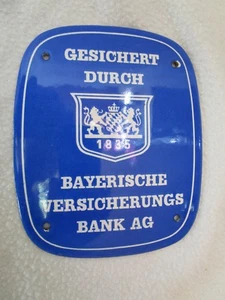 GESICHERT
DURCH
1835
BAYERISCHE
VERSICHERUNGS
BANK AG